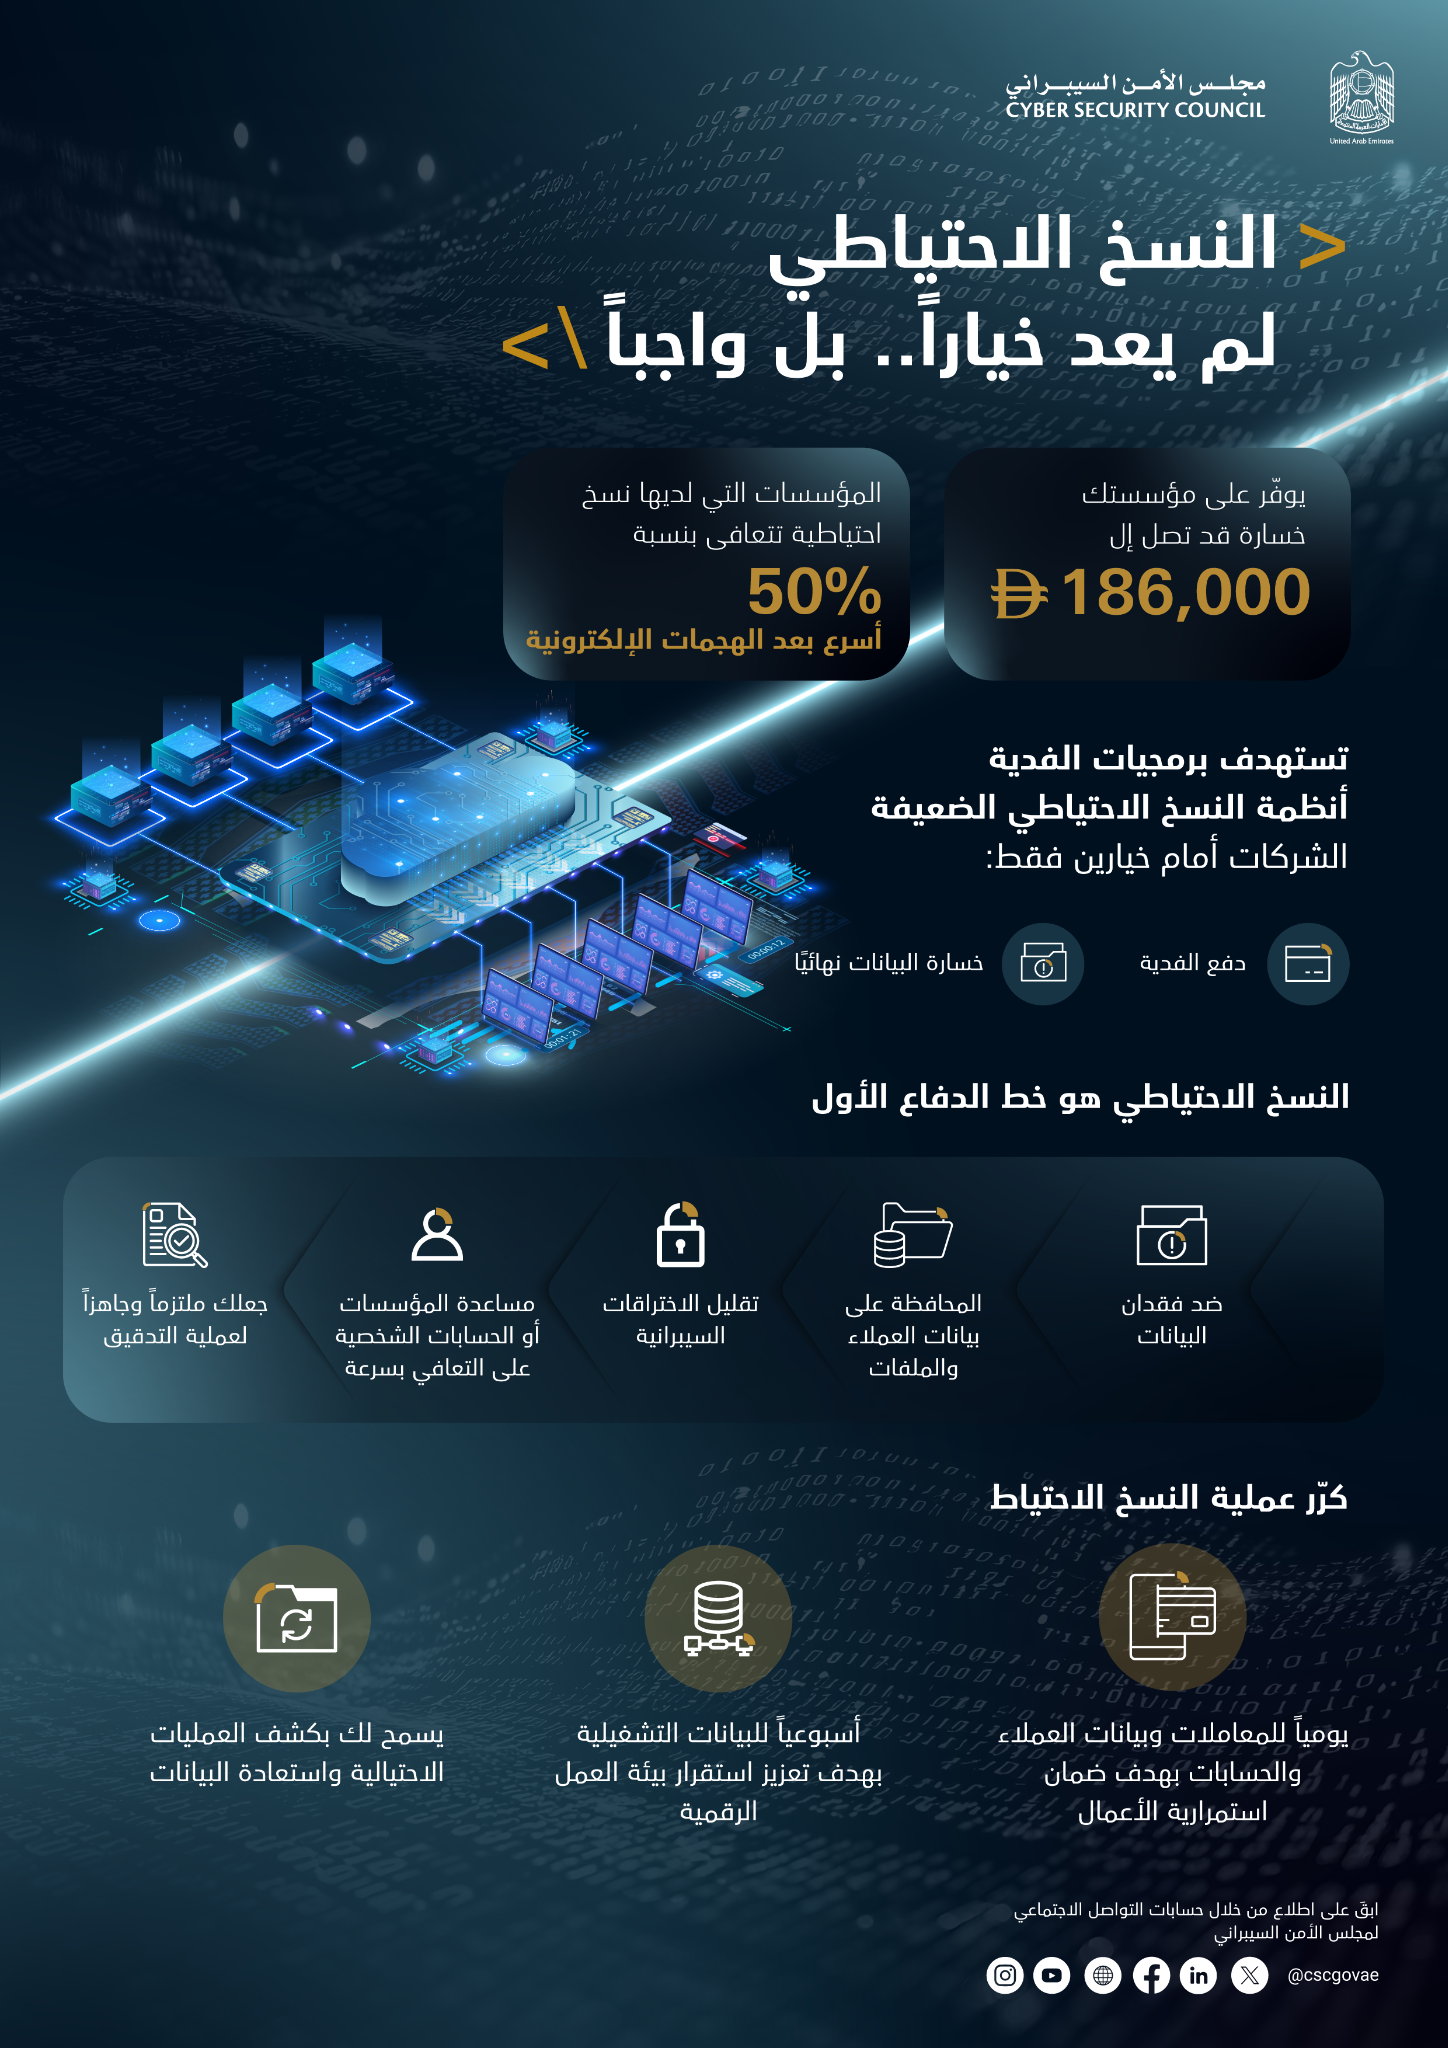 مجلس الأمن السيبراني
CYBER SECURITY COUNCIL
United Arab Emirates
< النسخ الاحتياطي
لم يعد خياراً.. بل واجباً \>
يوفّر على مؤسستك
خسارة قد تصل إل
186,000
المؤسسات التي لديها نسخ
احتياطية تتعافى بنسبة
50%
أسرع بعد الهجمات الإلكترونية
تستهدف برمجيات الفدية
أنظمة النسخ الاحتياطي الضعيفة
الشركات أمام خيارين فقط:
دفع الفدية
خسارة البيانات نهائيًا
00:00:12
00:01:21
النسخ الاحتياطي هو خط الدفاع الأول
ضد فقدان
البيانات
المحافظة على
بيانات العملاء
والملفات
تقليل الاختراقات
السيبرانية
مساعدة المؤسسات
أو الحسابات الشخصية
على التعافي بسرعة
جعلك ملتزماً وجاهزاً
لعملية التدقيق
كرّر عملية النسخ الاحتياط
يومياً للمعاملات وبيانات العملاء
والحسابات بهدف ضمان
استمرارية الأعمال
أسبوعياً للبيانات التشغيلية
بهدف تعزيز استقرار بيئة العمل
الرقمية
يسمح لك بكشف العمليات
الاحتيالية واستعادة البيانات
ابقَ على اطلاع من خلال حسابات التواصل الاجتماعي
لمجلس الأمن السيبراني
@cscgovae